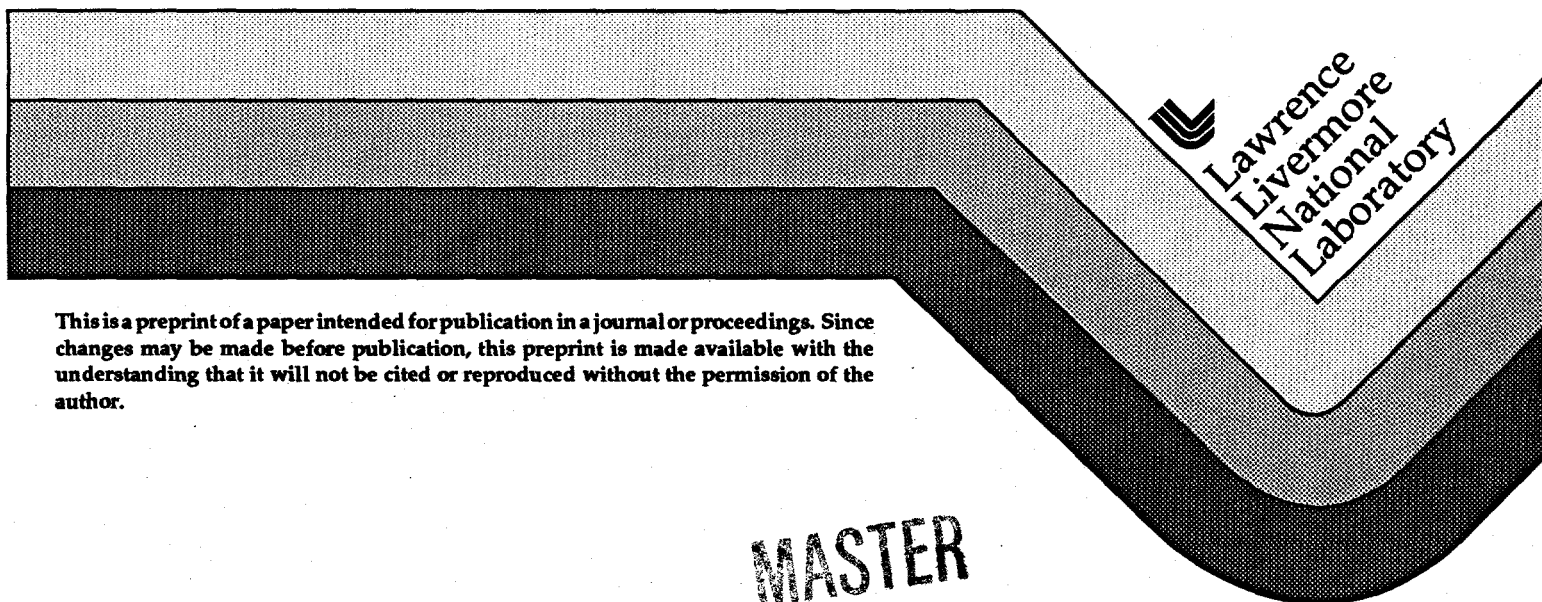 Lawrence
Livermore
National
Laboratory
This is a preprint of a paper intended for publication in a journal or proceedings. Since
changes may be made before publication, this preprint is made available with the
understanding that it will not be cited or reproduced without the permission of the
author.
MASTER